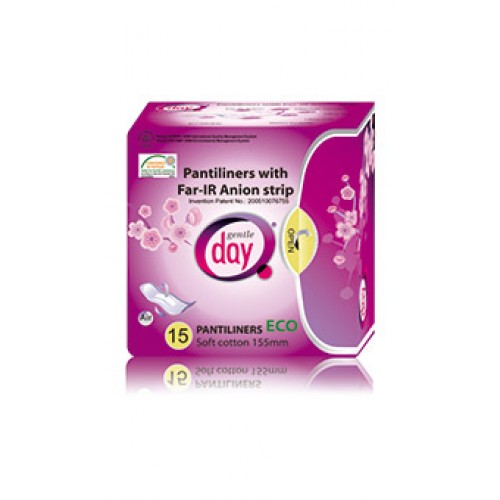 Pantiliners with
Far-IR Anion strip
Invention Patent No.: 200510076755
gentle
day
OPEN
Air
15
PANTILINERS ECO
Soft cotton 155mm